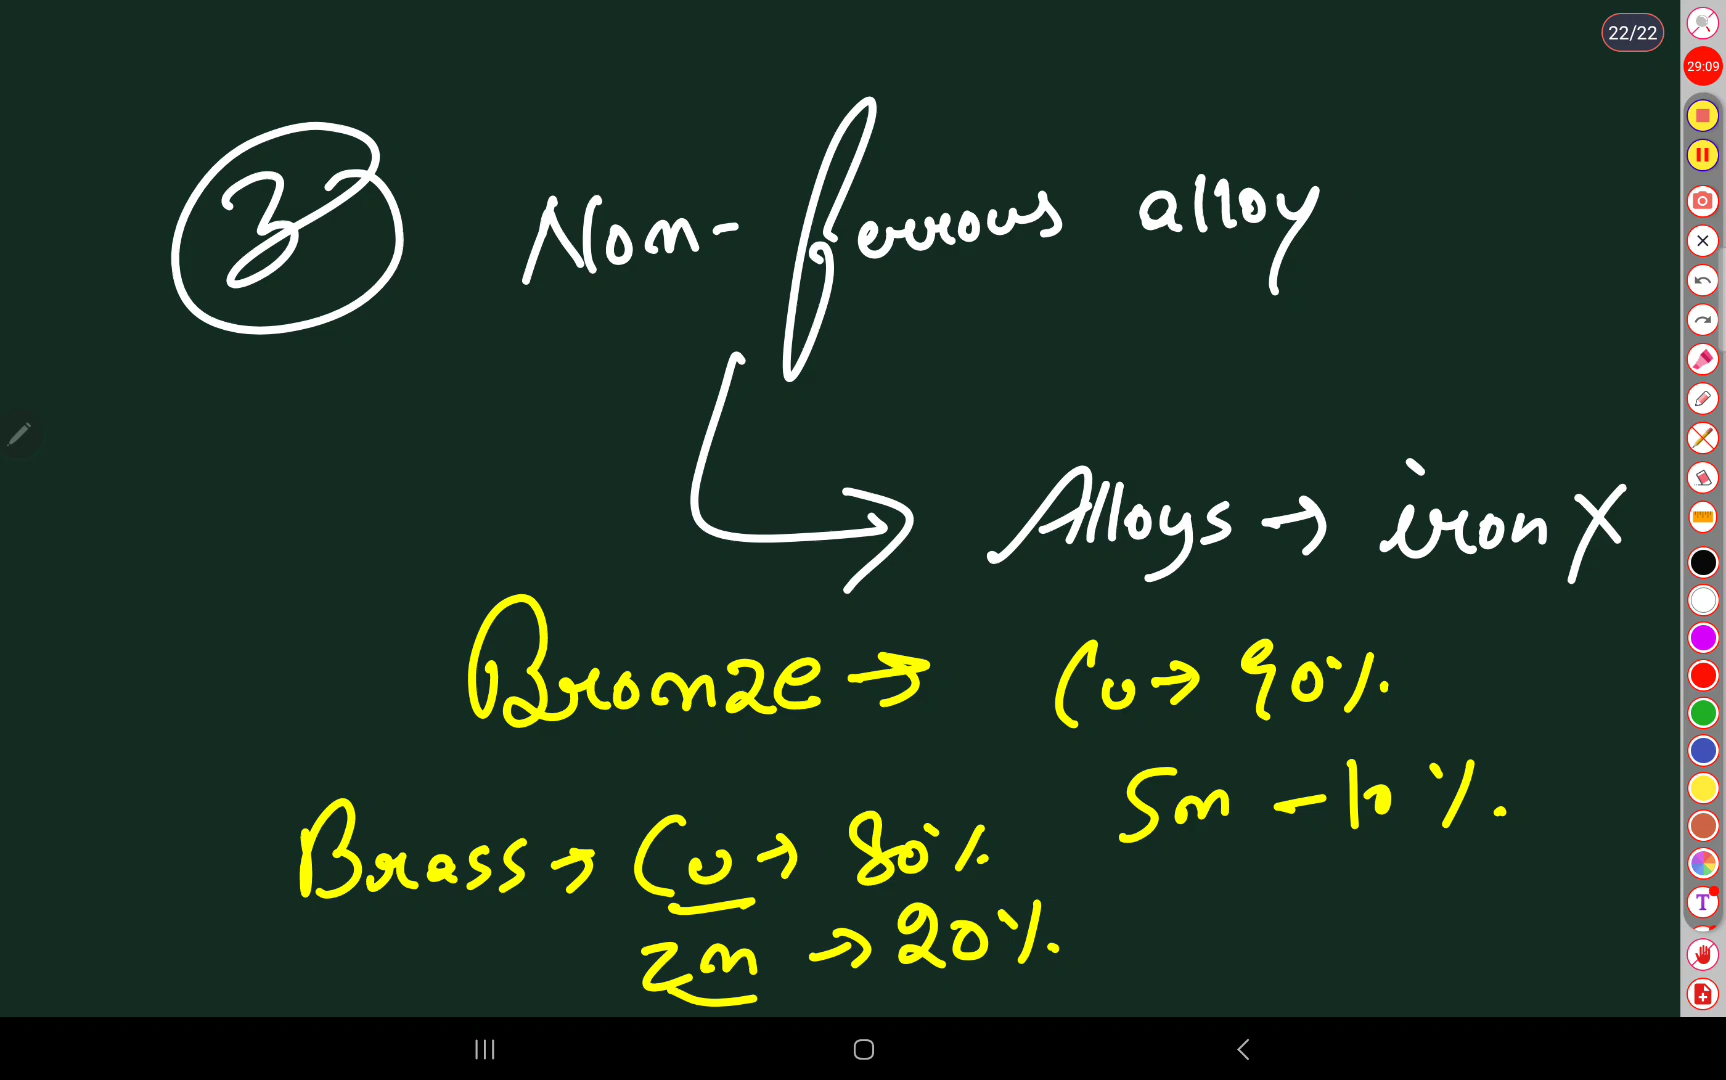 22/22
29:09
3 Non-ferrous alloy
Alloys → iron X
Bronze → Cu → 90%.
Sn - 10%.
Brass → Cu → 80%.
Zn → 20%.
T